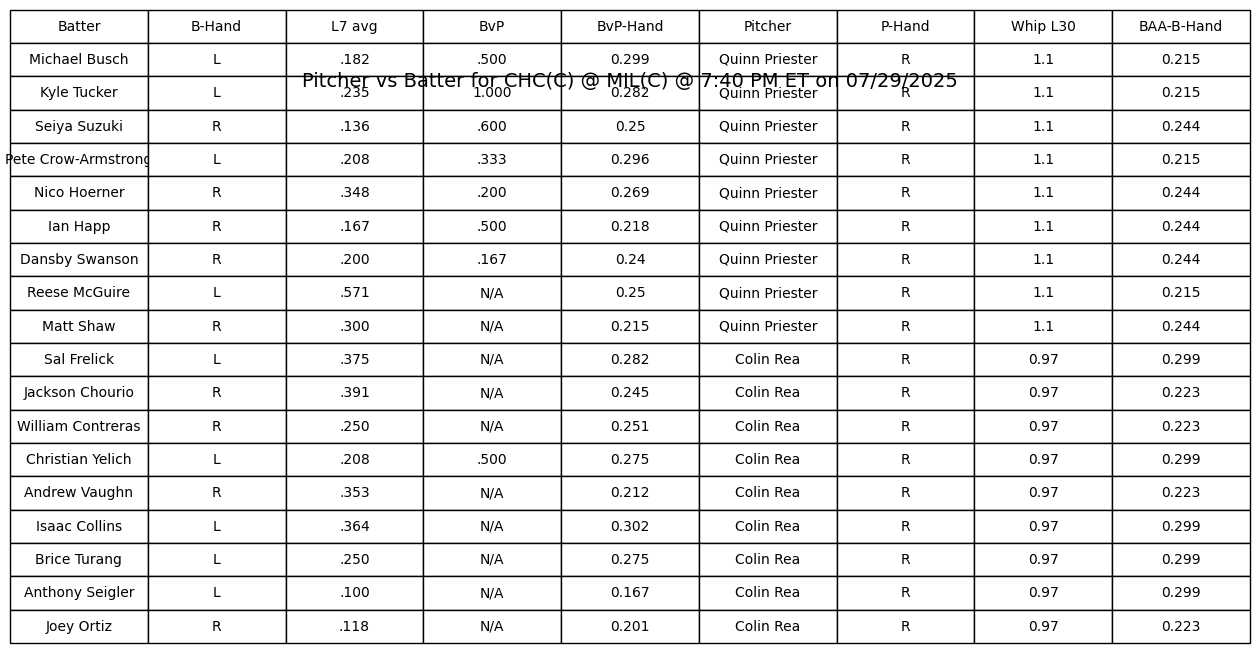 Batter B-Hand L7 avg BvP BvP-Hand Pitcher P-Hand Whip L30 BAA-B-Hand
Michael Busch L .182 .500 0.299 Quinn Priester R 1.1 0.215
Pitcher vs Batter for CHC(C) @ MIL(C) @ 7:40 PM ET on 07/29/2025
Kyle Tucker L .235 1.000 0.282 Quinn Priester R 1.1 0.215
Seiya Suzuki R .136 .600 0.25 Quinn Priester R 1.1 0.244
Pete Crow-Armstrong L .208 .333 0.296 Quinn Priester R 1.1 0.215
Nico Hoerner R .348 .200 0.269 Quinn Priester R 1.1 0.244
Ian Happ R .167 .500 0.218 Quinn Priester R 1.1 0.244
Dansby Swanson R .200 .167 0.24 Quinn Priester R 1.1 0.244
Reese McGuire L .571 N/A 0.25 Quinn Priester R 1.1 0.215
Matt Shaw R .300 N/A 0.215 Quinn Priester R 1.1 0.244
Sal Frelick L .375 N/A 0.282 Colin Rea R 0.97 0.299
Jackson Chourio R .391 N/A 0.245 Colin Rea R 0.97 0.223
William Contreras R .250 N/A 0.251 Colin Rea R 0.97 0.223
Christian Yelich L .208 .500 0.275 Colin Rea R 0.97 0.299
Andrew Vaughn R .353 N/A 0.212 Colin Rea R 0.97 0.223
Isaac Collins L .364 N/A 0.302 Colin Rea R 0.97 0.299
Brice Turang L .250 N/A 0.275 Colin Rea R 0.97 0.299
Anthony Seigler L .100 N/A 0.167 Colin Rea R 0.97 0.299
Joey Ortiz R .118 N/A 0.201 Colin Rea R 0.97 0.223